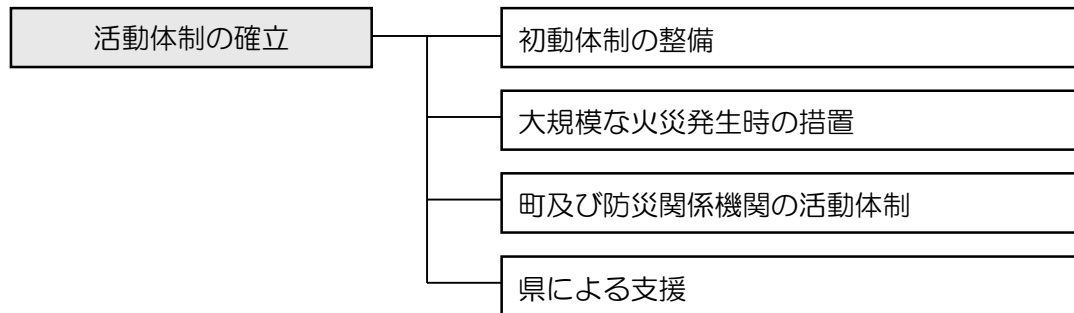 活動体制の確立
初動体制の整備
大規模な火災発生時の措置
町及び防災関係機関の活動体制
県による支援